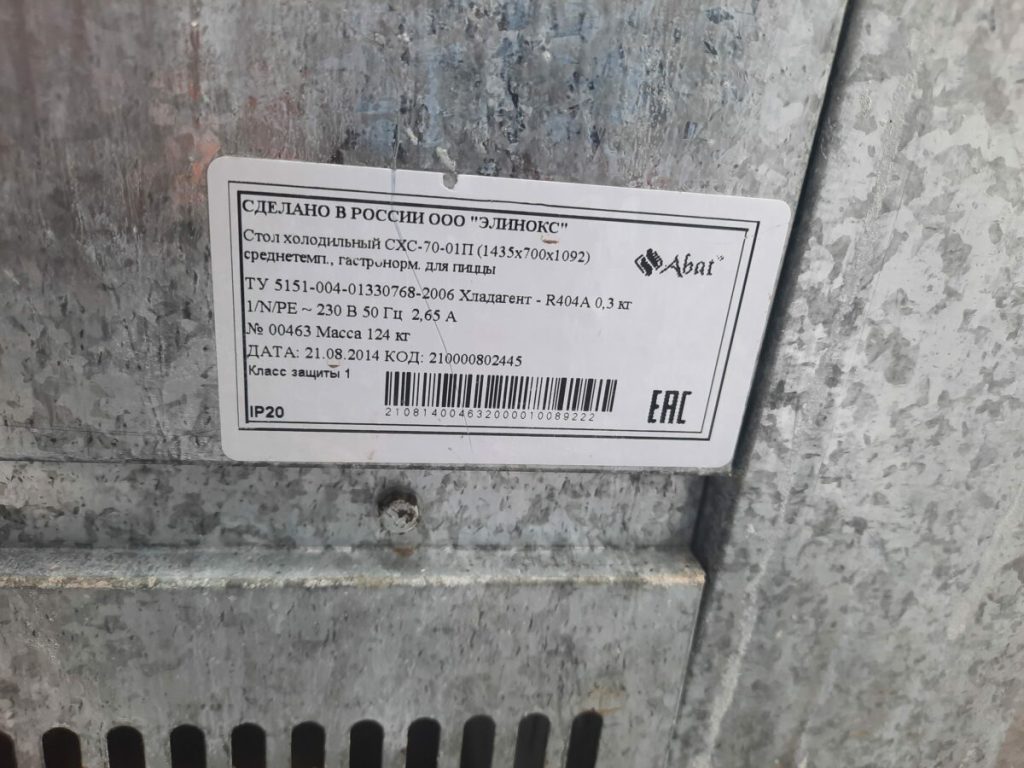 СДЕЛАНО В РОССИИ ООО "ЭЛИНОКС"
Стол холодильный СХС-70-01П (1435х700х1092)
среднетемп., гастронорм. для пиццы
Abat
ТУ 5151-004-01330768-2006 Хладагент - R404A 0,3 кг
1/N/PE ~ 230 В 50 Гц 2,65 А
№ 00463 Масса 124 кг
ДАТА: 21.08.2014 КОД: 210000802445
Класс защиты 1
210814004632000010089222
IP20
EAC